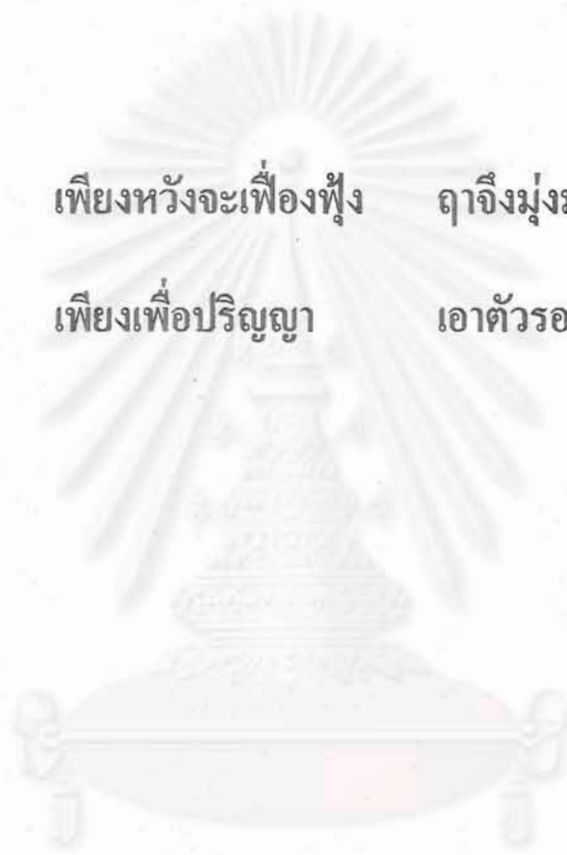 เพียงหวังจะเฟื่องฟุ้ง ฤาจึงมุ่ง
เพียงเพื่อปริญญา เอาตัวรอ